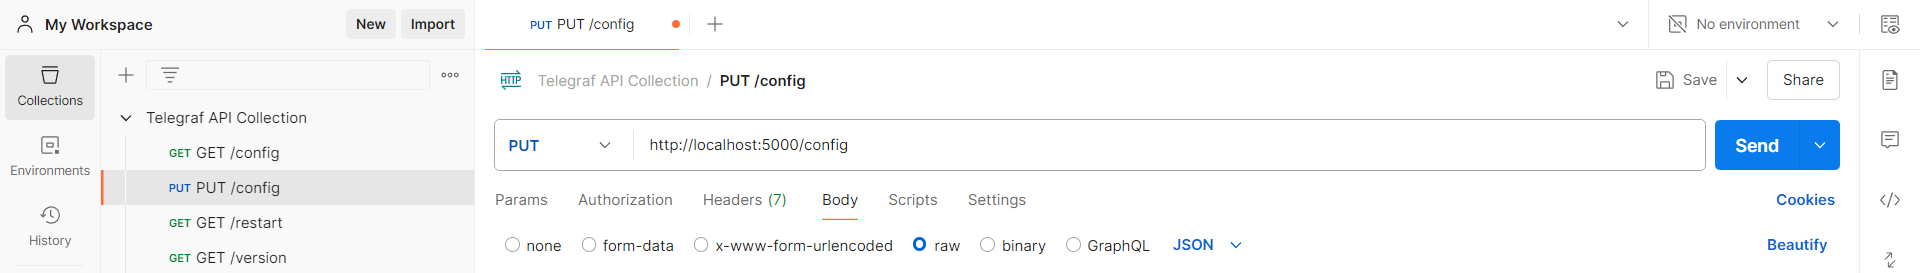 My Workspace New Import
Collections
Environments
History
Telegraf API Collection
GET GET /config
PUT PUT /config
GET GET /restart
GET GET /version
PUT PUT /config
No environment
HTTP Telegraf API Collection / PUT /config
Save Share
PUT http://localhost:5000/config Send
Params Authorization Headers (7) Body Scripts Settings Cookies
none form-data x-www-form-urlencoded raw binary GraphQL JSON Beautify